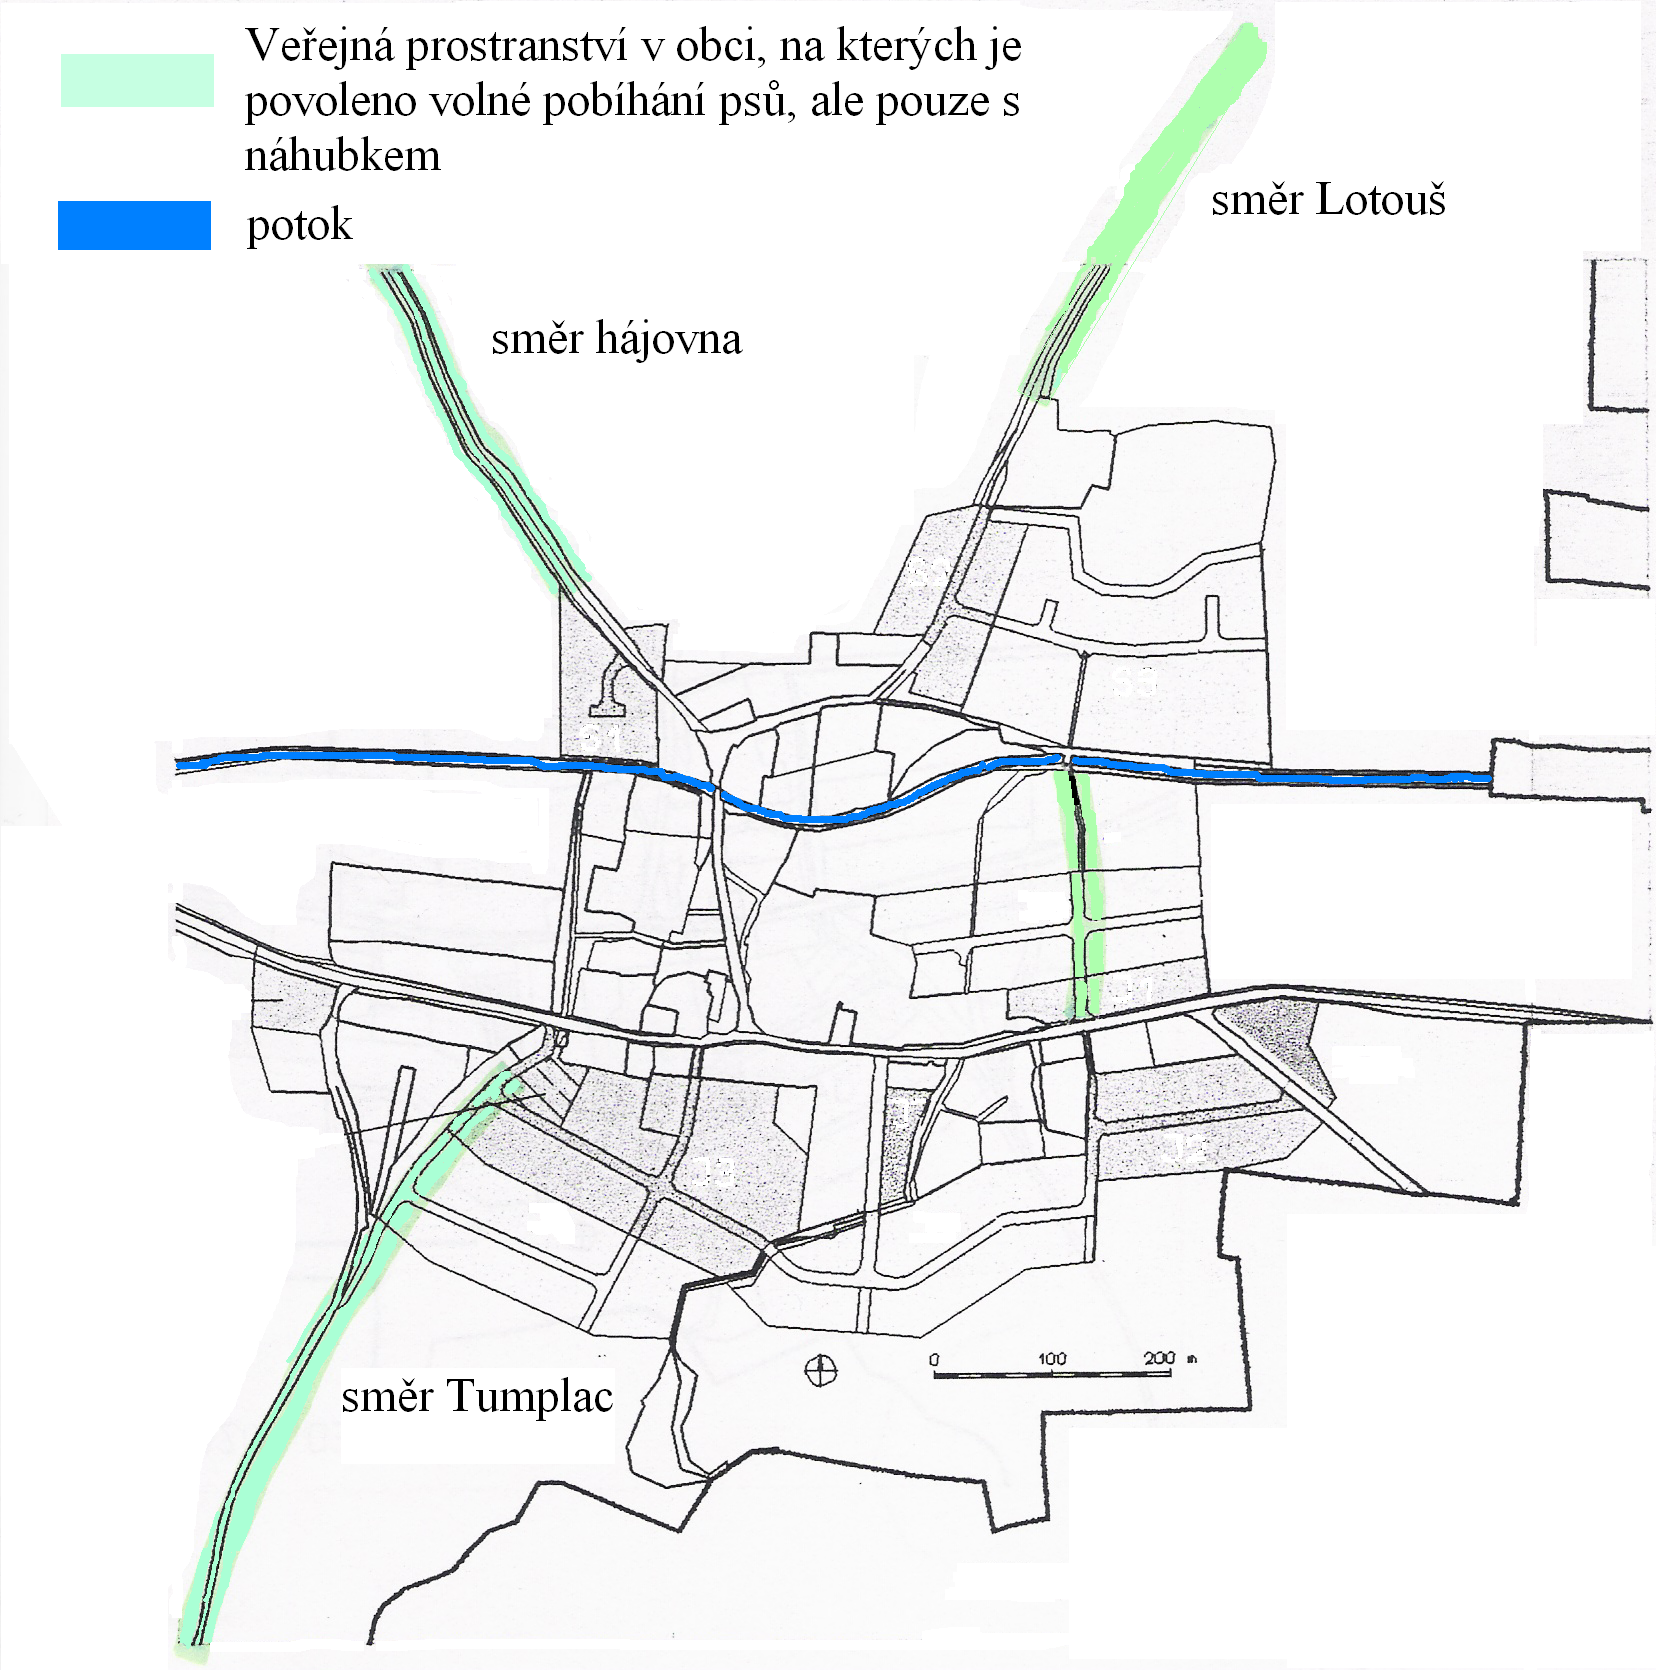 Veřejná prostranství v obci, na kterých je
povoleno volné pobíhání psů, ale pouze s
náhubkem
potok
směr Lotouš
směr hájovna
směr Tumplac
0 100 200 m